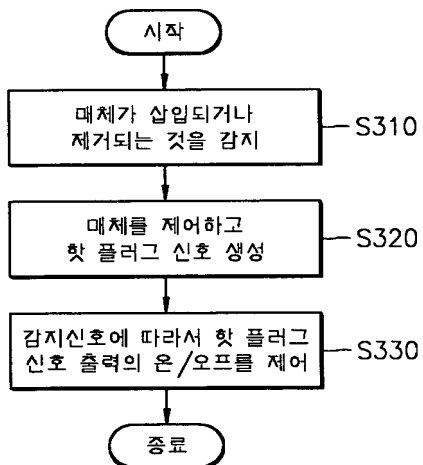 시작
매체가 삽입되거나
제거되는 것을 감지
S310
매체를 제어하고
핫 플러그 신호 생성
S320
감지신호에 따라서 핫 플러그
신호 출력의 온/오프를 제어
S330
종료